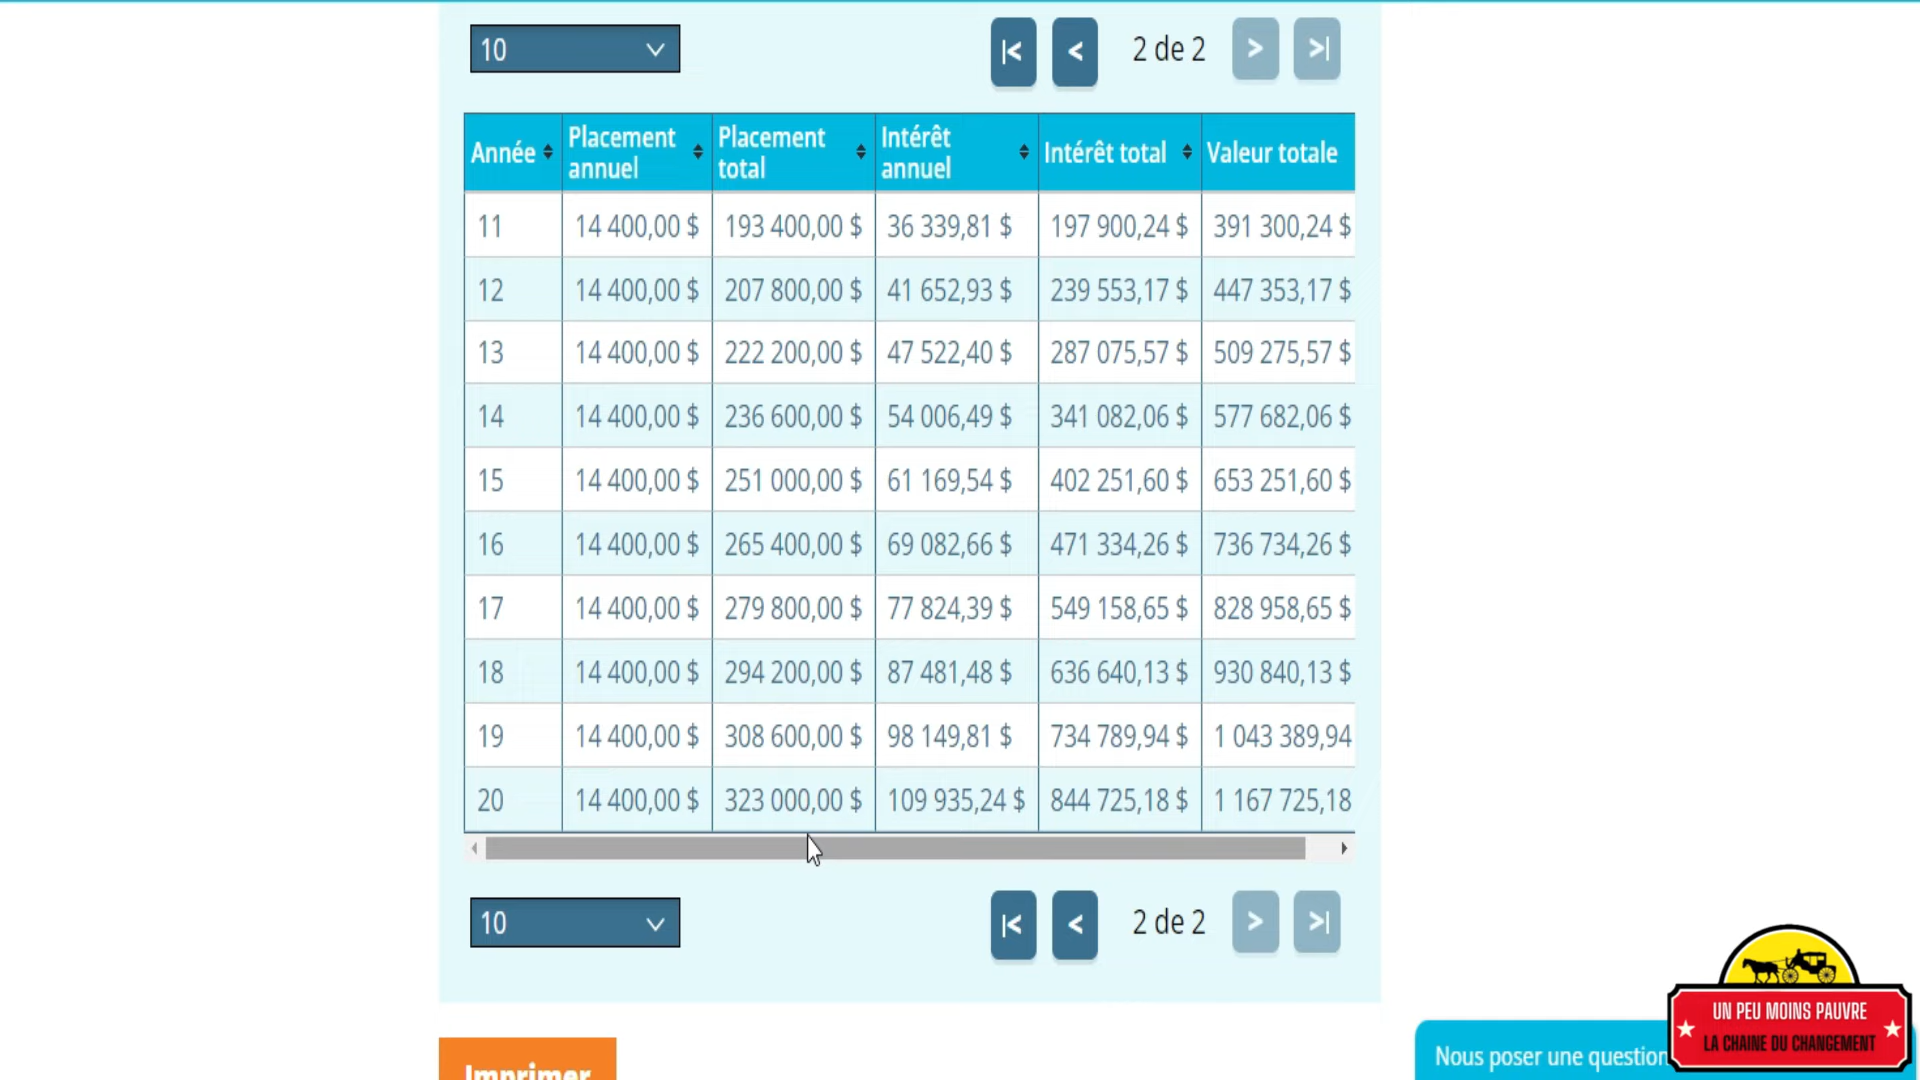 10
|<
<
2 de 2
>
>|
Année Placement annuel Placement total Intérêt annuel Intérêt total Valeur totale
11 14 400,00 $ 193 400,00 $ 36 339,81 $ 197 900,24 $ 391 300,24 $
12 14 400,00 $ 207 800,00 $ 41 652,93 $ 239 553,17 $ 447 353,17 $
13 14 400,00 $ 222 200,00 $ 47 522,40 $ 287 075,57 $ 509 275,57 $
14 14 400,00 $ 236 600,00 $ 54 006,49 $ 341 082,06 $ 577 682,06 $
15 14 400,00 $ 251 000,00 $ 61 169,54 $ 402 251,60 $ 653 251,60 $
16 14 400,00 $ 265 400,00 $ 69 082,66 $ 471 334,26 $ 736 734,26 $
17 14 400,00 $ 279 800,00 $ 77 824,39 $ 549 158,65 $ 828 958,65 $
18 14 400,00 $ 294 200,00 $ 87 481,48 $ 636 640,13 $ 930 840,13 $
19 14 400,00 $ 308 600,00 $ 98 149,81 $ 734 789,94 $ 1 043 389,94
20 14 400,00 $ 323 000,00 $ 109 935,24 $ 844 725,18 $ 1 167 725,18
10
|<
<
2 de 2
>
>|
Imprimer
Nous poser une question
UN PEU MOINS PAUVRE
LA CHAINE DU CHANGEMENT